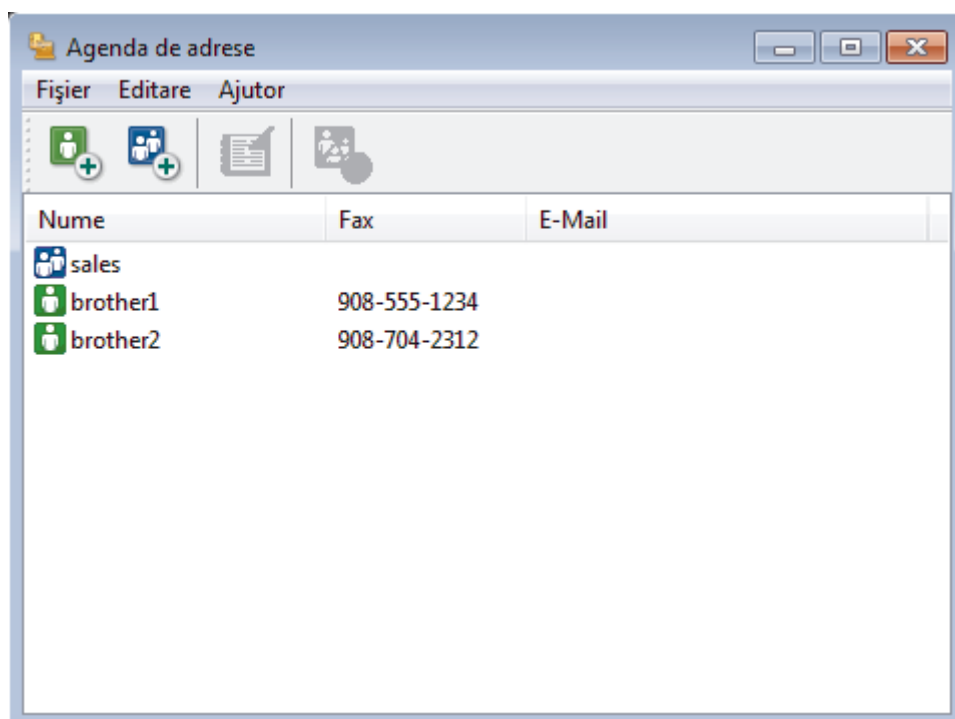 Agenda de adrese
Fişier Editare Ajutor
Nume Fax E-Mail
sales
brother1 908-555-1234
brother2 908-704-2312